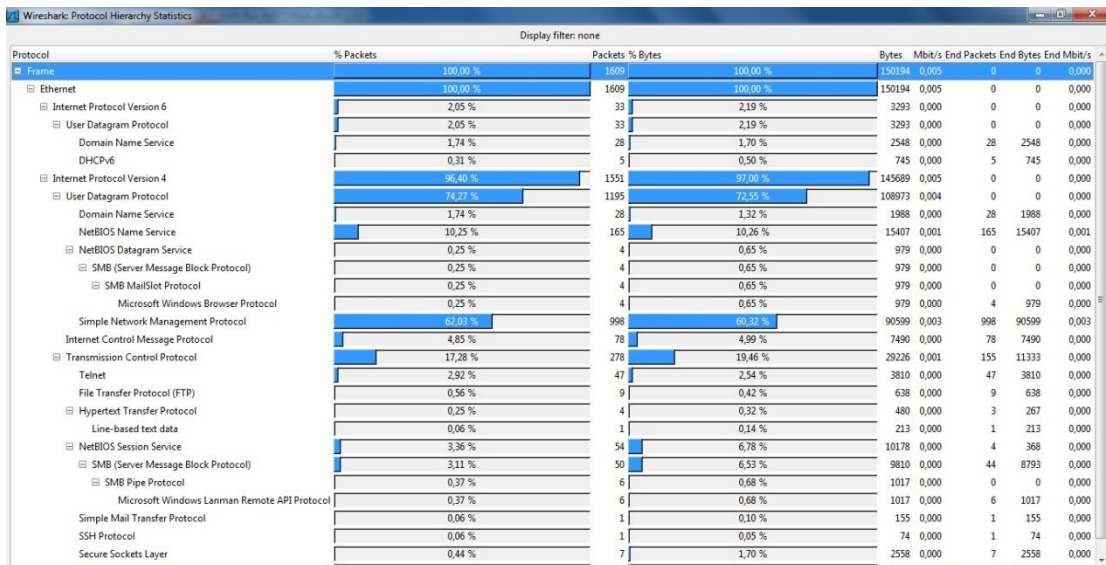 Wireshark: Protocol Hierarchy Statistics
Display filter: none
Protocol % Packets Packets % Bytes Bytes Mbit/s End Packets End Bytes End Mbit/s
Frame 100,00 % 1609 100,00 % 150194 0,005 0 0 0,000
Ethernet 100,00 % 1609 100,00 % 150194 0,005 0 0 0,000
Internet Protocol Version 6 2,05 % 33 2,19 % 3293 0,000 0 0 0,000
User Datagram Protocol 2,05 % 33 2,19 % 3293 0,000 0 0 0,000
Domain Name Service 1,74 % 28 1,70 % 2548 0,000 28 2548 0,000
DHCPv6 0,31 % 5 0,50 % 745 0,000 5 745 0,000
Internet Protocol Version 4 96,40 % 1551 97,00 % 145689 0,005 0 0 0,000
User Datagram Protocol 74,27 % 1195 72,55 % 108973 0,004 0 0 0,000
Domain Name Service 1,74 % 28 1,32 % 1988 0,000 28 1988 0,000
NetBIOS Name Service 10,25 % 165 10,26 % 15407 0,001 165 15407 0,001
NetBIOS Datagram Service 0,25 % 4 0,65 % 979 0,000 0 0 0,000
SMB (Server Message Block Protocol) 0,25 % 4 0,65 % 979 0,000 0 0 0,000
SMB MailSlot Protocol 0,25 % 4 0,65 % 979 0,000 0 0 0,000
Microsoft Windows Browser Protocol 0,25 % 4 0,65 % 979 0,000 4 979 0,000
Simple Network Management Protocol 62,03 % 998 60,32 % 90599 0,003 998 90599 0,003
Internet Control Message Protocol 4,85 % 78 4,99 % 7490 0,000 78 7490 0,000
Transmission Control Protocol 17,28 % 278 19,46 % 29226 0,001 155 11333 0,000
Telnet 2,92 % 47 2,54 % 3810 0,000 47 3810 0,000
File Transfer Protocol (FTP) 0,56 % 9 0,42 % 638 0,000 9 638 0,000
Hypertext Transfer Protocol 0,25 % 4 0,32 % 480 0,000 3 267 0,000
Line-based text data 0,06 % 1 0,14 % 213 0,000 1 213 0,000
NetBIOS Session Service 3,36 % 54 6,78 % 10178 0,000 4 368 0,000
SMB (Server Message Block Protocol) 3,11 % 50 6,53 % 9810 0,000 44 8793 0,000
SMB Pipe Protocol 0,37 % 6 0,68 % 1017 0,000 0 0 0,000
Microsoft Windows Lanman Remote API Protocol 0,37 % 6 0,68 % 1017 0,000 6 1017 0,000
Simple Mail Transfer Protocol 0,06 % 1 0,10 % 155 0,000 1 155 0,000
SSH Protocol 0,06 % 1 0,05 % 74 0,000 1 74 0,000
Secure Sockets Layer 0,44 % 7 1,70 % 2558 0,000 7 2558 0,000